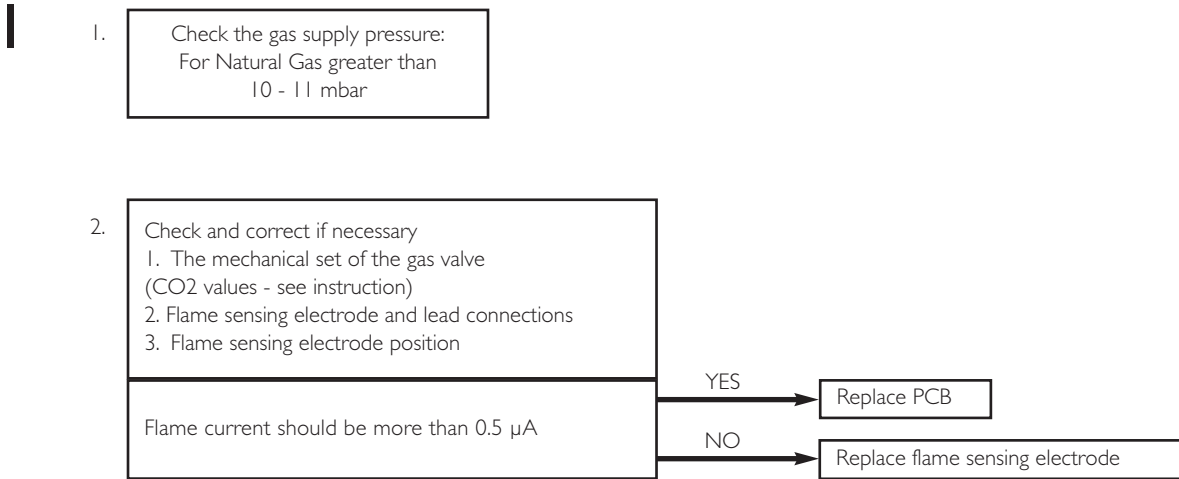 1.
Check the gas supply pressure:
For Natural Gas greater than
10 - 11 mbar
2.
Check and correct if necessary
1. The mechanical set of the gas valve
(CO2 values - see instruction)
2. Flame sensing electrode and lead connections
3. Flame sensing electrode position
Flame current should be more than 0.5 µA
YES
Replace PCB
NO
Replace flame sensing electrode